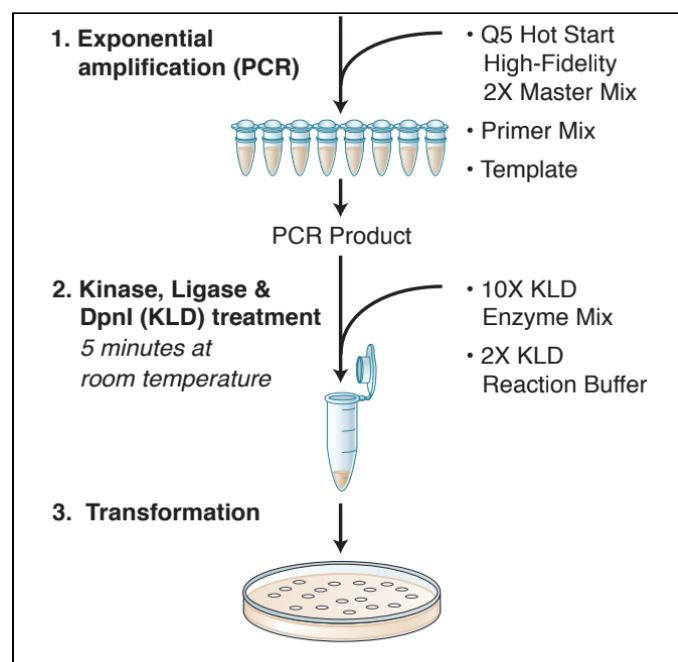 1. Exponential
amplification (PCR)
• Q5 Hot Start
High-Fidelity
2X Master Mix
• Primer Mix
• Template
PCR Product
2. Kinase, Ligase &
DpnI (KLD) treatment
5 minutes at
room temperature
• 10X KLD
Enzyme Mix
• 2X KLD
Reaction Buffer
3. Transformation